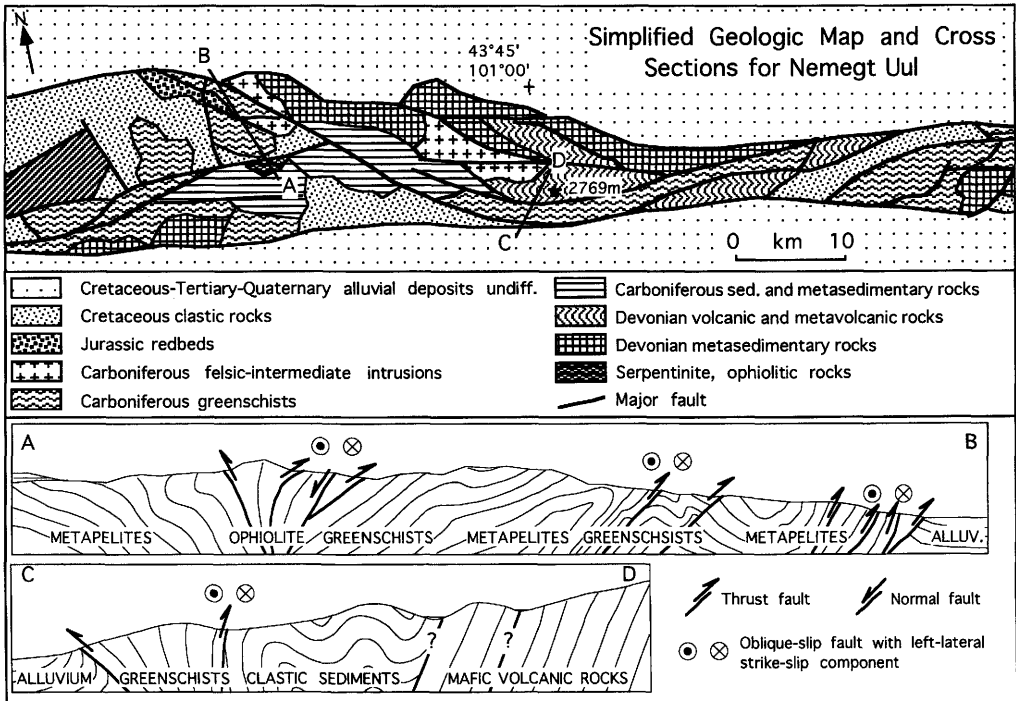 N
B
43°45'
101°00'
Simplified Geologic Map and Cross
Sections for Nemegt Uul
D
A
2769m
C
0 km 10
Cretaceous-Tertiary-Quaternary alluvial deposits undiff.
Cretaceous clastic rocks
Jurassic redbeds
Carboniferous felsic-intermediate intrusions
Carboniferous greenschists
Carboniferous sed. and metasedimentary rocks
Devonian volcanic and metavolcanic rocks
Devonian metasedimentary rocks
Serpentinite, ophiolitic rocks
Major fault
A
B
METAPELITES OPHIOLITE GREENSCHISTS METAPELITES GREENSCHSISTS METAPELITES ALLUV.
C
D
? ?
ALLUVIUM GREENSCHISTS CLASTIC SEDIMENTS MAFIC VOLCANIC ROCKS
Thrust fault
Normal fault
Oblique-slip fault with left-lateral
strike-slip component